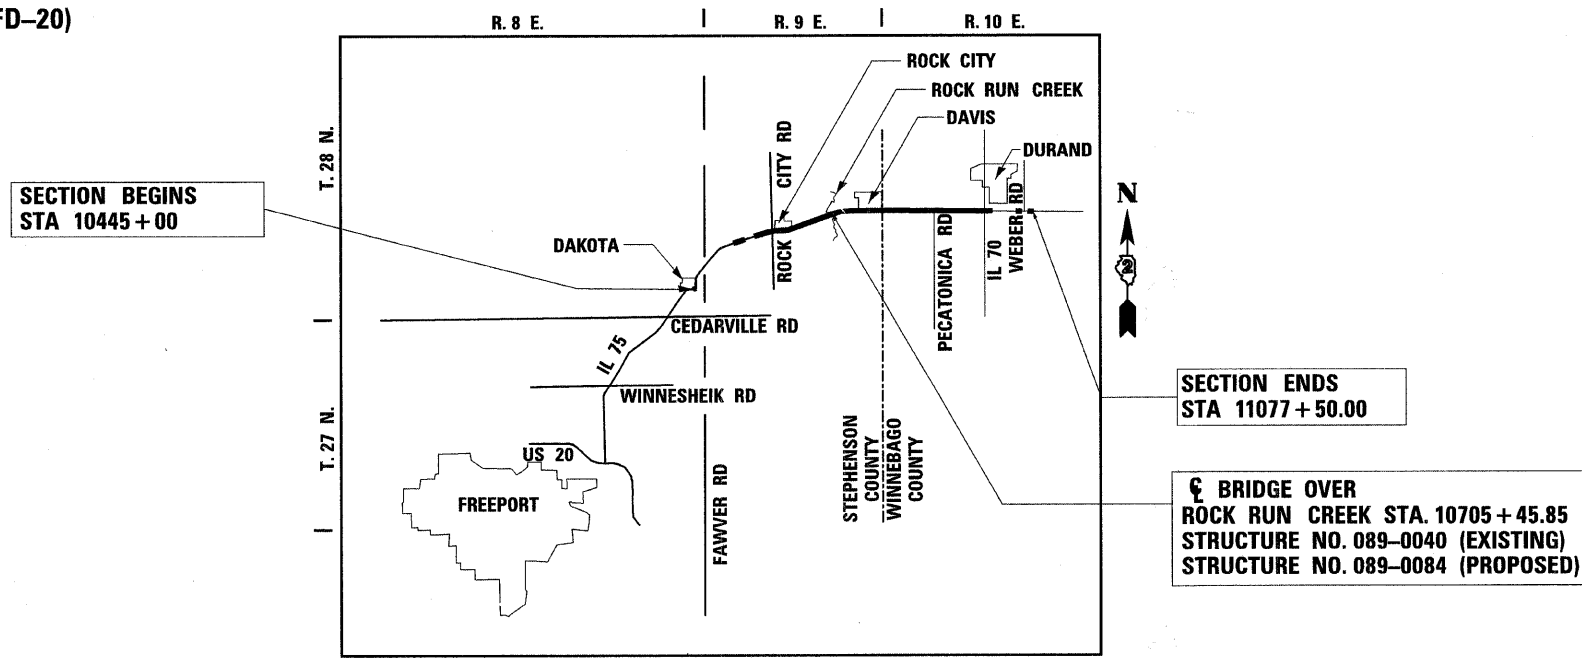 FD–20)
R. 8 E.
R. 9 E.
R. 10 E.
ROCK CITY
ROCK RUN CREEK
DAVIS
DURAND
T. 28 N.
ROCK CITY RD
SECTION BEGINS
STA 10445+00
N
2
DAKOTA
PECATONICA RD
IL 70
WEBER RD
CEDARVILLE RD
IL 75
WINNESHEIK RD
SECTION ENDS
STA 11077+50.00
T. 27 N.
US 20
FREEPORT
FAWVER RD
STEPHENSON
COUNTY
WINNEBAGO
COUNTY
℄ BRIDGE OVER
ROCK RUN CREEK STA. 10705+45.85
STRUCTURE NO. 089–0040 (EXISTING)
STRUCTURE NO. 089–0084 (PROPOSED)